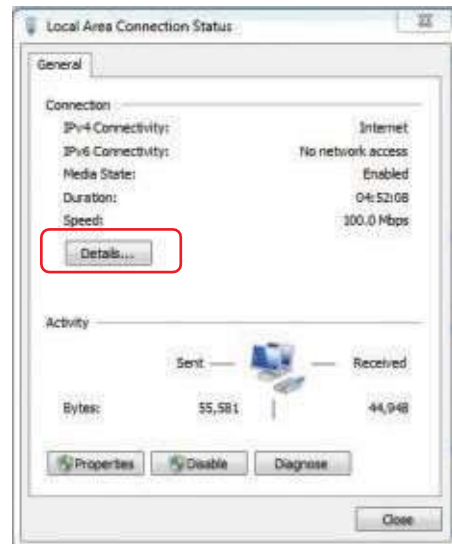 Local Area Connection Status
General
Connection
IPv4 Connectivity: Internet
IPv6 Connectivity: No network access
Media State: Enabled
Duration: 04:52:08
Speed: 100.0 Mbps
Details...
Activity
Sent Received
Bytes: 55,581 44,948
Properties Disable Diagnose
Close